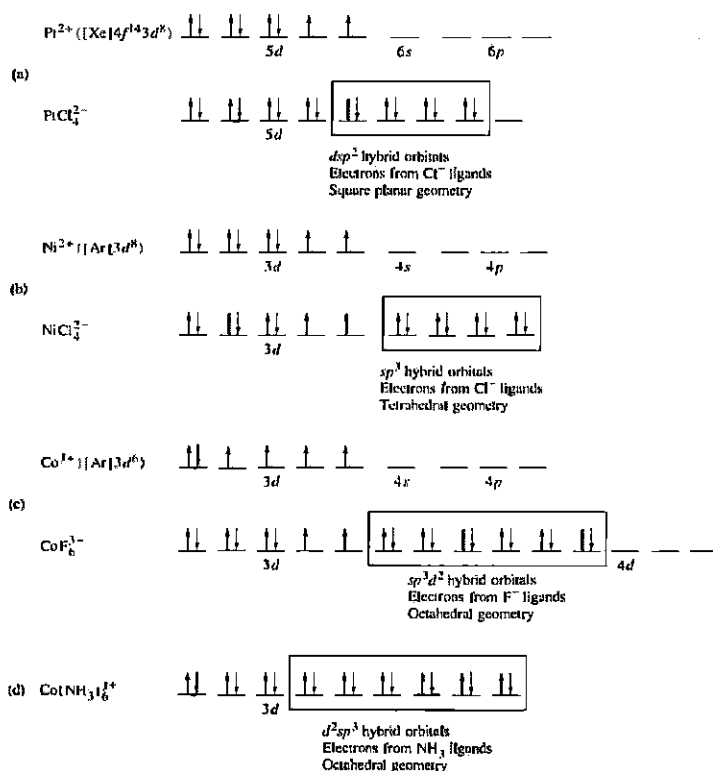 Pt²⁺ ([Xe]4f¹⁴3d⁸)
5d 6s 6p
(a)
PtCl₄²⁻
5d
dsp² hybrid orbitals
Electrons from Cl⁻ ligands
Square planar geometry
Ni²⁺ ([Ar]3d⁸)
3d 4s 4p
(b)
NiCl₄²⁻
3d
sp³ hybrid orbitals
Electrons from Cl⁻ ligands
Tetrahedral geometry
Co³⁺ ([Ar]3d⁶)
3d 4s 4p
(c)
CoF₆³⁻
3d 4d
sp³d² hybrid orbitals
Electrons from F⁻ ligands
Octahedral geometry
(d) Co(NH₃)₆³⁺
3d
d²sp³ hybrid orbitals
Electrons from NH₃ ligands
Octahedral geometry